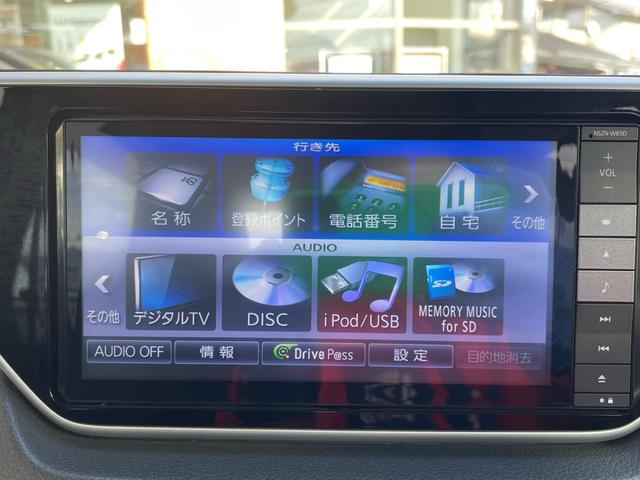 NSZN-W65D
行き先
名称
登録ポイント
電話番号
自宅
その他
AUDIO
その他
デジタルTV
DISC
iPod/USB
MEMORY MUSIC
for SD
AUDIO OFF
情報
Drive P@ss
設定
目的地消去
VOL